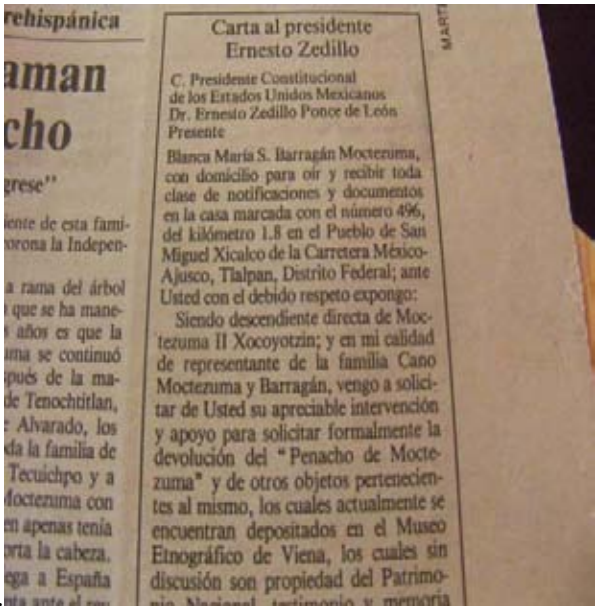 rehispánica
aman
cho
grese"
iente de esta fami-
orona la Indepen-
a rama del árbol
que se ha mane-
años es que la
uma se continuó
spués de la ma-
de Tenochtitlan,
Alvarado, los
da la familia de
Tecuichpo y a
Moctezuma con
en apenas tenía
orta la cabeza.
ega a España
nta ante el rey
Carta al presidente
Ernesto Zedillo
C. Presidente Constitucional
de los Estados Unidos Mexicanos
Dr. Ernesto Zedillo Ponce de León
Presente
Blanca María S. Barragán Moctezuma,
con domicilio para oír y recibir toda
clase de notificaciones y documentos
en la casa marcada con el número 496,
del kilómetro 1.8 en el Pueblo de San
Miguel Xicalco de la Carretera México-
Ajusco, Tlalpan, Distrito Federal; ante
Usted con el debido respeto expongo:
Siendo descendiente directa de Moc-
tezuma II Xocoyotzin; y en mi calidad
de representante de la familia Cano
Moctezuma y Barragán, vengo a solici-
tar de Usted su apreciable intervención
y apoyo para solicitar formalmente la
devolución del "Penacho de Mocte-
zuma" y de otros objetos pertenecien-
tes al mismo, los cuales actualmente se
encuentran depositados en el Museo
Etnográfico de Viena, los cuales sin
discusión son propiedad del Patrimo-
nio Nacional, testimonio y memoria
MARTE